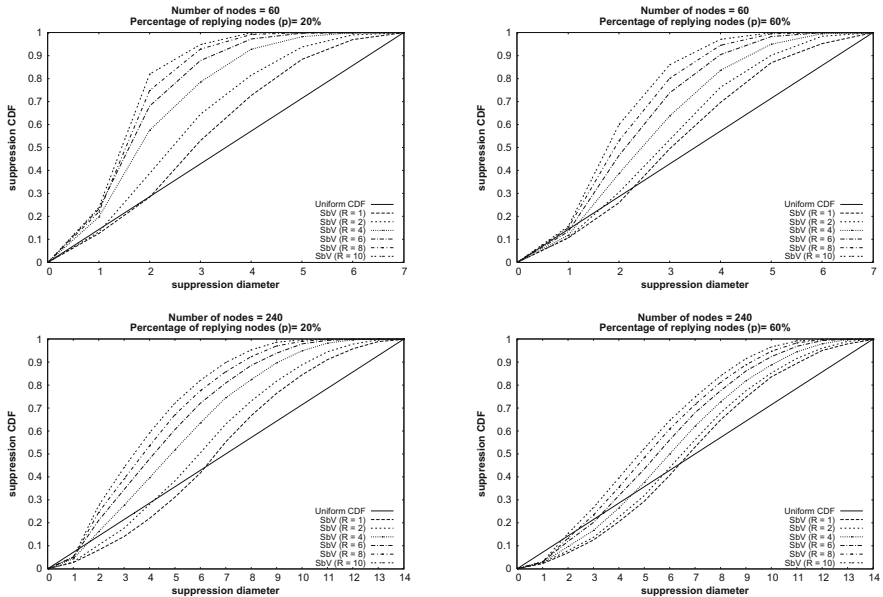 Number of nodes = 60
Percentage of replying nodes (p)= 20%
suppression CDF
1
0.9
0.8
0.7
0.6
0.5
0.4
0.3
0.2
0.1
0
Uniform CDF
SbV (R = 1)
SbV (R = 2)
SbV (R = 4)
SbV (R = 6)
SbV (R = 8)
SbV (R = 10)
0 1 2 3 4 5 6 7
suppression diameter
Number of nodes = 60
Percentage of replying nodes (p)= 60%
suppression CDF
1
0.9
0.8
0.7
0.6
0.5
0.4
0.3
0.2
0.1
0
Uniform CDF
SbV (R = 1)
SbV (R = 2)
SbV (R = 4)
SbV (R = 6)
SbV (R = 8)
SbV (R = 10)
0 1 2 3 4 5 6 7
suppression diameter
Number of nodes = 240
Percentage of replying nodes (p)= 20%
suppression CDF
1
0.9
0.8
0.7
0.6
0.5
0.4
0.3
0.2
0.1
0
Uniform CDF
SbV (R = 1)
SbV (R = 2)
SbV (R = 4)
SbV (R = 6)
SbV (R = 8)
SbV (R = 10)
0 1 2 3 4 5 6 7 8 9 10 11 12 13 14
suppression diameter
Number of nodes = 240
Percentage of replying nodes (p)= 60%
suppression CDF
1
0.9
0.8
0.7
0.6
0.5
0.4
0.3
0.2
0.1
0
Uniform CDF
SbV (R = 1)
SbV (R = 2)
SbV (R = 4)
SbV (R = 6)
SbV (R = 8)
SbV (R = 10)
0 1 2 3 4 5 6 7 8 9 10 11 12 13 14
suppression diameter